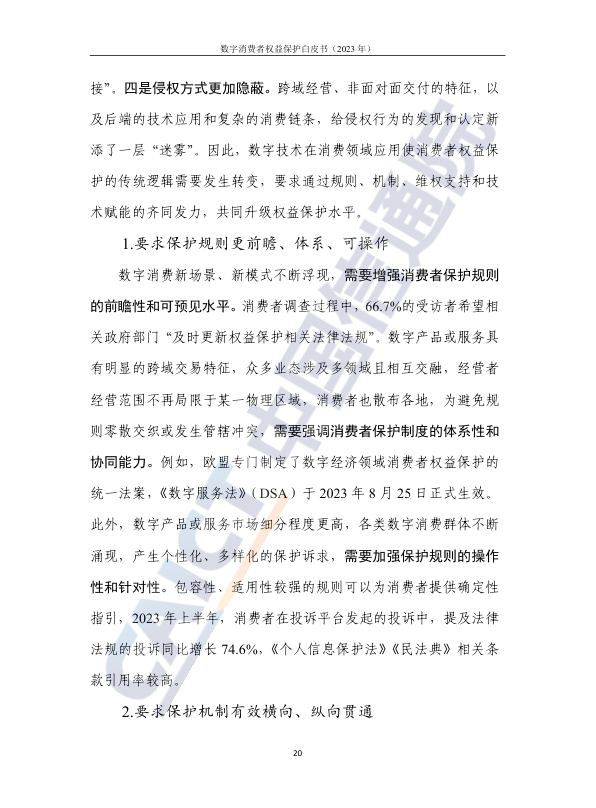 数字消费者权益保护白皮书（2023 年）
接”。四是侵权方式更加隐蔽。跨域经营、非面对面交付的特征，以
及后端的技术应用和复杂的消费链条，给侵权行为的发现和认定新
添了一层“迷雾”。因此，数字技术在消费领域应用使消费者权益保
护的传统逻辑需要发生转变，要求通过规则、机制、维权支持和技
术赋能的齐同发力，共同升级权益保护水平。
1.要求保护规则更前瞻、体系、可操作
数字消费新场景、新模式不断浮现，需要增强消费者保护规则
的前瞻性和可预见水平。消费者调查过程中，66.7%的受访者希望相
关政府部门“及时更新权益保护相关法律法规”。数字产品或服务具
有明显的跨域交易特征，众多业态涉及多领域且相互交融，经营者
经营范围不再局限于某一物理区域，消费者也散布各地，为避免规
则零散交织或发生管辖冲突，需要强调消费者保护制度的体系性和
协同能力。例如，欧盟专门制定了数字经济领域消费者权益保护的
统一法案，《数字服务法》（DSA）于 2023 年 8 月 25 日正式生效。
此外，数字产品或服务市场细分程度更高，各类数字消费群体不断
涌现，产生个性化、多样化的保护诉求，需要加强保护规则的操作
性和针对性。包容性、适用性较强的规则可以为消费者提供确定性
指引，2023 年上半年，消费者在投诉平台发起的投诉中，提及法律
法规的投诉同比增长 74.6%，《个人信息保护法》《民法典》相关条
款引用率较高。
2.要求保护机制有效横向、纵向贯通
CAICT 中国信通院
20